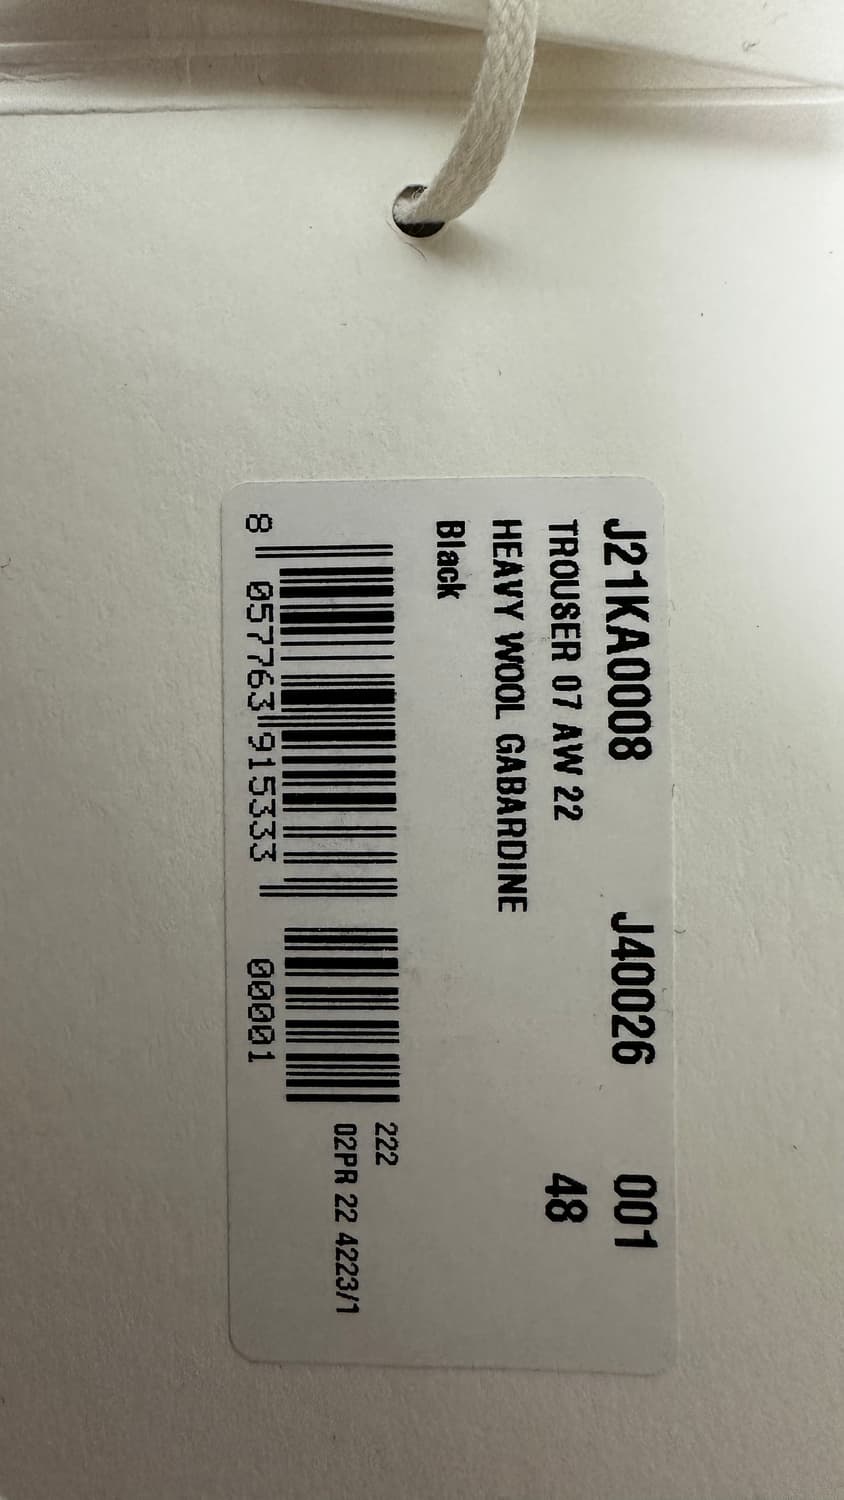 J21KA0008 J40026 001
TROUSER 07 AW 22 48
HEAVY WOOL GABARDINE
Black
8 057763 915333 00001
222
02PR 22 4223/1